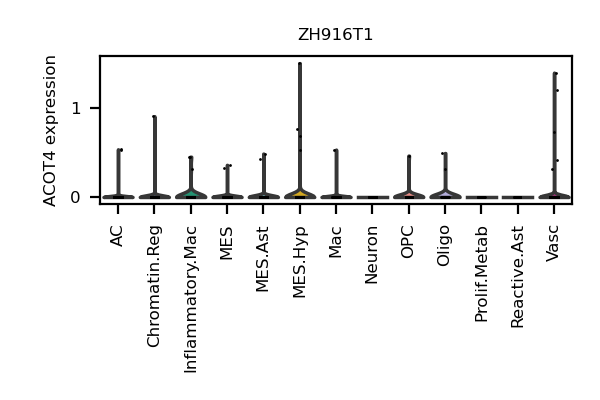 ZH916T1
ACOT4 expression
1
0
AC
Chromatin.Reg
Inflammatory.Mac
MES
MES.Ast
MES.Hyp
Mac
Neuron
OPC
Oligo
Prolif.Metab
Reactive.Ast
Vasc